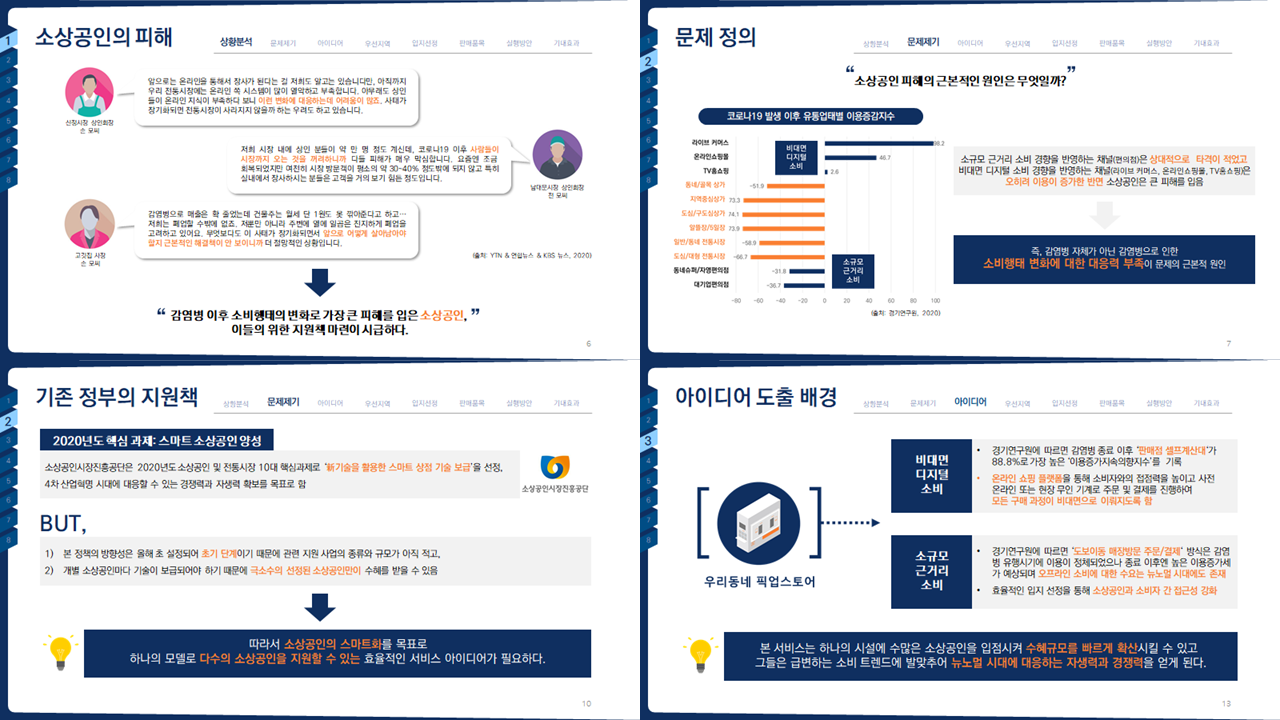 소상공인의 피해
상황분석 문제제기 아이디어 우선지역 입지선정 판매품목 실행방안 기대효과
1
2
3
4
5
6
7
8
앞으로는 온라인을 통해서 장사가 된다는 걸 저희도 알고는 있습니다만, 아직까지
우리 전통시장에는 온라인 쪽 시스템이 많이 열악하고 부족합니다. 아무래도 상인
들이 온라인 지식이 부족하다 보니 이런 변화에 대응하는데 어려움이 많죠. 사태가
장기화되면 전통시장이 사라지지 않을까 하는 우려도 하고 있습니다.
신정시장 상인회장
손 모씨
저희 시장 내에 상인 분들이 약 만 명 정도 계신데, 코로나19 이후 사람들이
시장까지 오는 것을 꺼려하니까 다들 피해가 매우 막심합니다. 요즘엔 조금
회복되었지만 여전히 시장 방문객이 평소의 약 30-40% 정도밖에 되지 않고 특히
실내에서 장사하시는 분들은 고객을 거의 보기 힘든 정도입니다.
남대문시장 상인회장
전 모씨
감염병으로 매출은 확 줄었는데 건물주는 월세 단 1원도 못 깎아준다고 하고…
저희는 폐업할 수밖에 없죠. 저뿐만 아니라 주변에 열에 일곱은 진지하게 폐업을
고려하고 있어요. 무엇보다도 이 사태가 장기화되면서 앞으로 어떻게 살아남아야
할지 근본적인 해결책이 안 보이니까 더 절망적인 상황입니다.
고깃집 사장
손 모씨
(출처: YTN & 연합뉴스 & KBS 뉴스, 2020)
“ 감염병 이후 소비행태의 변화로 가장 큰 피해를 입은 소상공인, ”
이들의 위한 지원책 마련이 시급하다.
6
문제 정의
상황분석 문제제기 아이디어 우선지역 입지선정 판매품목 실행방안 기대효과
1
2
3
4
5
6
7
8
“ 소상공인 피해의 근본적인 원인은 무엇일까? ”
코로나19 발생 이후 유통업태별 이용증감지수
라이브 커머스 98.2
온라인쇼핑몰 46.7
TV홈쇼핑 2.6
동네/골목 상가 -51.9
지역중심상가 73.3
도심/구도심상가 74.1
알뜰장/5일장 73.9
일반/동네 전통시장 -58.9
도심/대형 전통시장 -66.7
동네슈퍼/자영편의점 -31.8
대기업편의점 -36.7
비대면
디지털
소비
소규모
근거리
소비
-80 -60 -40 -20 0 20 40 60 80 100
(출처: 경기연구원, 2020)
소규모 근거리 소비 경향을 반영하는 채널(편의점)은 상대적으로 타격이 적었고
비대면 디지털 소비 경향을 반영하는 채널(라이브 커머스, 온라인쇼핑몰, TV홈쇼핑)은
오히려 이용이 증가한 반면 소상공인은 큰 피해를 입음
즉, 감염병 자체가 아닌 감염병으로 인한
소비행태 변화에 대한 대응력 부족이 문제의 근본적 원인
7
기존 정부의 지원책
상황분석 문제제기 아이디어 우선지역 입지선정 판매품목 실행방안 기대효과
1
2
3
4
5
6
7
8
2020년도 핵심 과제: 스마트 소상공인 양성
소상공인시장진흥공단은 2020년도 소상공인 및 전통시장 10대 핵심과제로 ‘新기술을 활용한 스마트 상점 기술 보급’을 선정,
4차 산업혁명 시대에 대응할 수 있는 경쟁력과 자생력 확보를 목표로 함
소상공인시장진흥공단
BUT,
1) 본 정책의 방향성은 올해 초 설정되어 초기 단계이기 때문에 관련 지원 사업의 종류와 규모가 아직 적고,
2) 개별 소상공인마다 기술이 보급되어야 하기 때문에 극소수의 선정된 소상공인만이 수혜를 받을 수 있음
따라서 소상공인의 스마트화를 목표로
하나의 모델로 다수의 소상공인을 지원할 수 있는 효율적인 서비스 아이디어가 필요하다.
10
아이디어 도출 배경
상황분석 문제제기 아이디어 우선지역 입지선정 판매품목 실행방안 기대효과
1
2
3
4
5
6
7
8
우리동네 픽업스토어
비대면
디지털
소비
• 경기연구원에 따르면 감염병 종료 이후 ‘판매점 셀프계산대’가
88.8%로 가장 높은 ‘이용증가지속의향지수’를 기록
• 온라인 쇼핑 플랫폼을 통해 소비자와의 접점력을 높이고 사전
온라인 또는 현장 무인 기계로 주문 및 결제를 진행하여
모든 구매 과정이 비대면으로 이뤄지도록 함
소규모
근거리
소비
• 경기연구원에 따르면 ‘도보이동 매장방문 주문/결제’ 방식은 감염
병 유행시기에 이용이 정체되었으나 종료 이후엔 높은 이용증가세
가 예상되며 오프라인 소비에 대한 수요는 뉴노멀 시대에도 존재
• 효율적인 입지 선정을 통해 소상공인과 소비자 간 접근성 강화
본 서비스는 하나의 시설에 수많은 소상공인을 입점시켜 수혜규모를 빠르게 확산시킬 수 있고
그들은 급변하는 소비 트렌드에 발맞추어 뉴노멀 시대에 대응하는 자생력과 경쟁력을 얻게 된다.
13